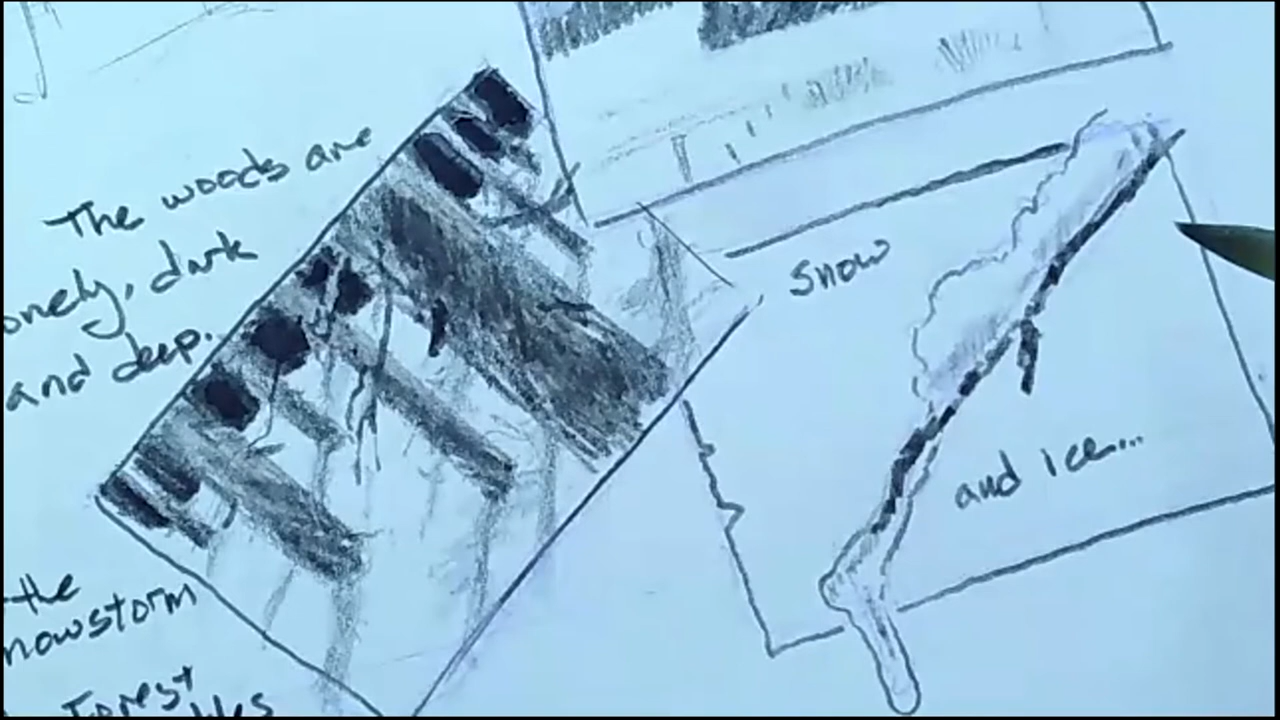 The woods are
onely, dark
and deep.
Snow
and ice...
the
nowstorm
Forest